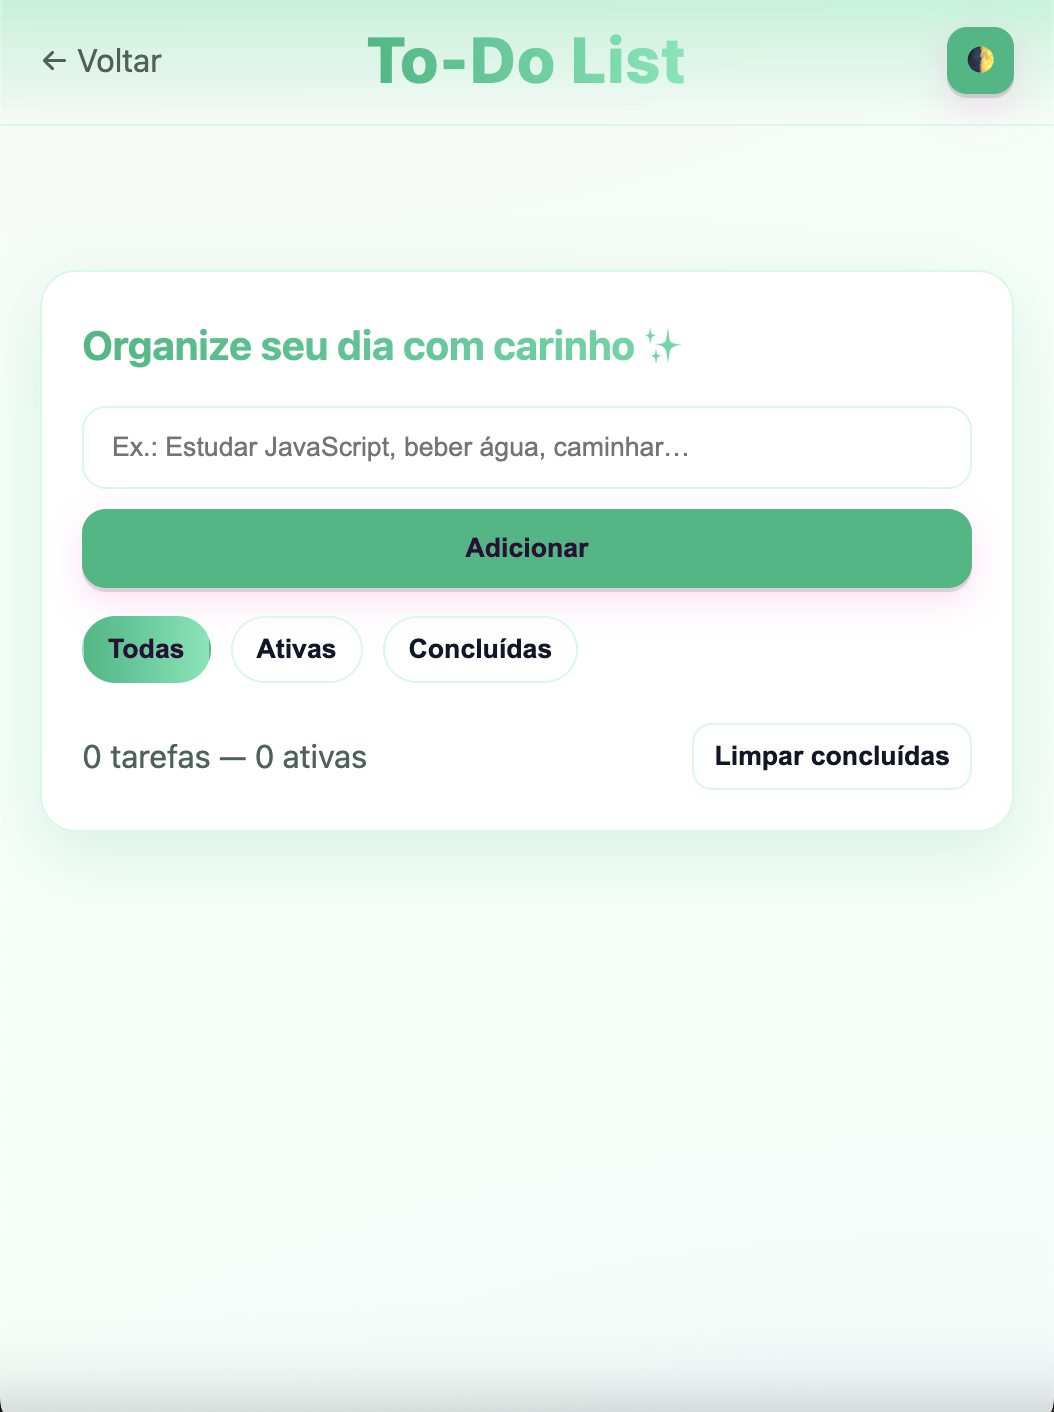 ← Voltar
To-Do List
Organize seu dia com carinho ✨
Ex.: Estudar JavaScript, beber água, caminhar…
Adicionar
Todas Ativas Concluídas
0 tarefas — 0 ativas Limpar concluídas